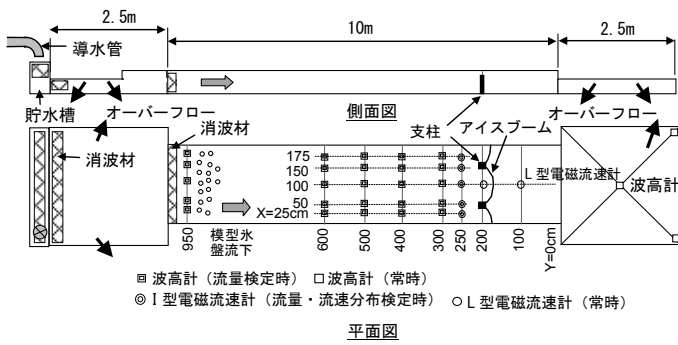 2.5m 10m 2.5m
導水管
貯水槽
オーバーフロー
側面図
オーバーフロー
消波材
消波材
支柱
アイスブーム
L型電磁流速計
波高計
175
150
100
50
X=25cm
950
模型氷
盤流下
600
500
400
300
250
200
100
Y=0cm
波高計(流量検定時) 波高計(常時)
I型電磁流速計(流量・流速分布検定時) L型電磁流速計(常時)
平面図